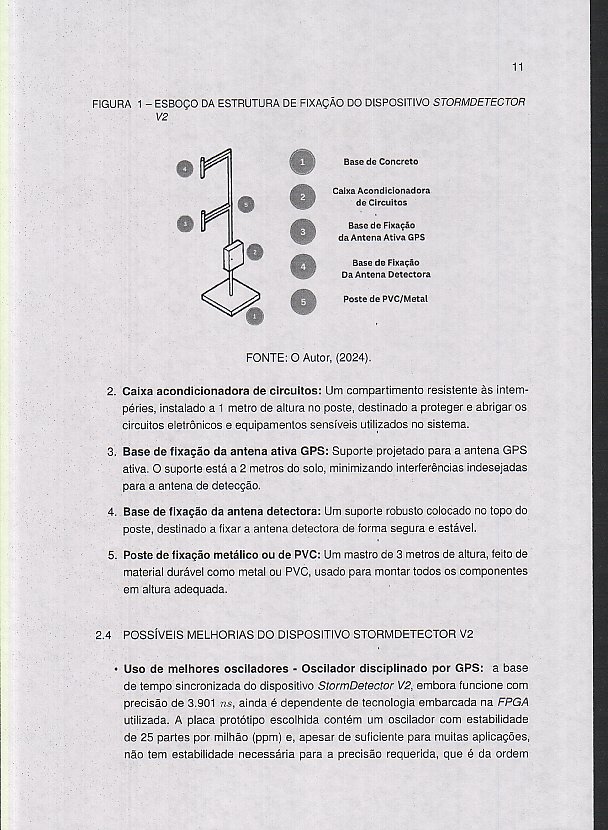 11
FIGURA 1 – ESBOÇO DA ESTRUTURA DE FIXAÇÃO DO DISPOSITIVO STORMDETECTOR
V2
4
3
5
2
1
1
Base de Concreto
2
Caixa Acondicionadora
de Circuitos
3
Base de Fixação
da Antena Ativa GPS
4
Base de Fixação
Da Antena Detectora
5
Poste de PVC/Metal
FONTE: O Autor, (2024).
2. Caixa acondicionadora de circuitos: Um compartimento resistente às intem-
péries, instalado a 1 metro de altura no poste, destinado a proteger e abrigar os
circuitos eletrônicos e equipamentos sensíveis utilizados no sistema.
3. Base de fixação da antena ativa GPS: Suporte projetado para a antena GPS
ativa. O suporte está a 2 metros do solo, minimizando interferências indesejadas
para a antena de detecção.
4. Base de fixação da antena detectora: Um suporte robusto colocado no topo do
poste, destinado a fixar a antena detectora de forma segura e estável.
5. Poste de fixação metálico ou de PVC: Um mastro de 3 metros de altura, feito de
material durável como metal ou PVC, usado para montar todos os componentes
em altura adequada.
2.4 POSSÍVEIS MELHORIAS DO DISPOSITIVO STORMDETECTOR V2
• Uso de melhores osciladores - Oscilador disciplinado por GPS: a base
de tempo sincronizada do dispositivo StormDetector V2, embora funcione com
precisão de 3.901 ns, ainda é dependente de tecnologia embarcada na FPGA
utilizada. A placa protótipo escolhida contém um oscilador com estabilidade
de 25 partes por milhão (ppm) e, apesar de suficiente para muitas aplicações,
não tem estabilidade necessária para a precisão requerida, que é da ordem